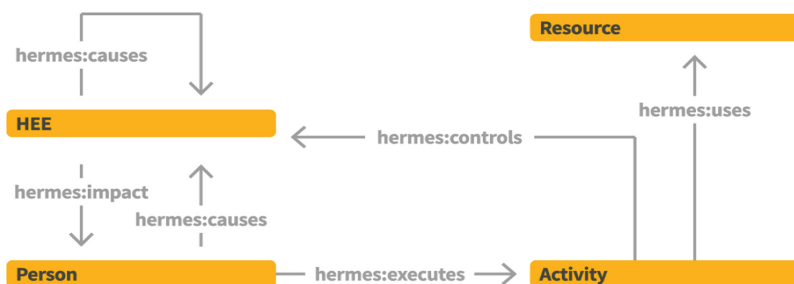 Resource
hermes:causes
hermes:uses
HEE
hermes:controls
hermes:impact
hermes:causes
Person
hermes:executes
Activity